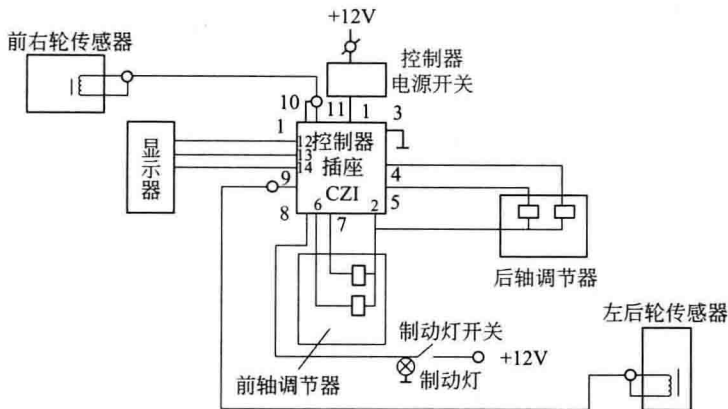 +12V
前右轮传感器
控制器
电源开关
10
11
1
3
1
12
控制器
13
插座
14
显示器
9
CZI
4
8
6
7
2
5
后轴调节器
左后轮传感器
制动灯开关
+12V
制动灯
前轴调节器